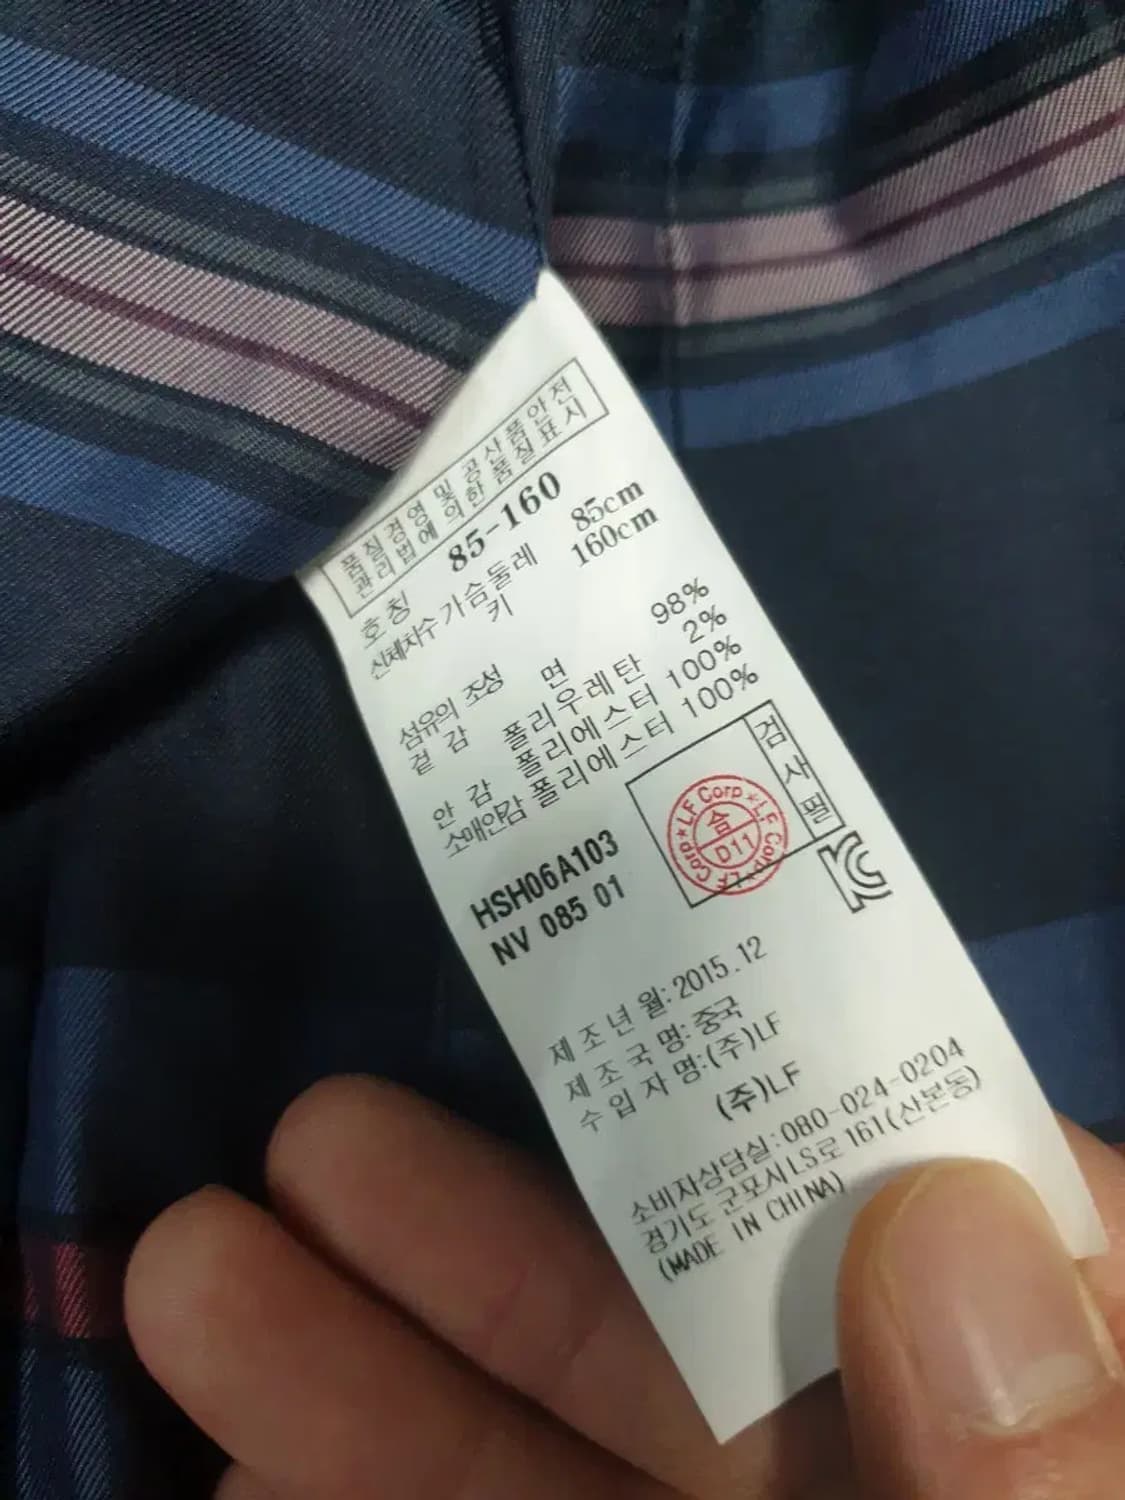 품질경영 및 공산품안전
관리법에 의한 품질표시
호칭 85-160
신체치수 가슴둘레 85cm
키 160cm
섬유의 조성
겉감 면 98%
폴리우레탄 2%
안감 폴리에스터 100%
소매안감 폴리에스터 100%
검사필
LF Corp ★ LF Corp ★ LF Corp ★
合
D11
KC
HSH06A103
NV 085 01
제조년월:2015.12
제조국명:중국
수입자명:(주)LF
(주)LF
소비자상담실:080-024-0204
경기도 군포시 LS로 161(산본동)
(MADE IN CHINA)